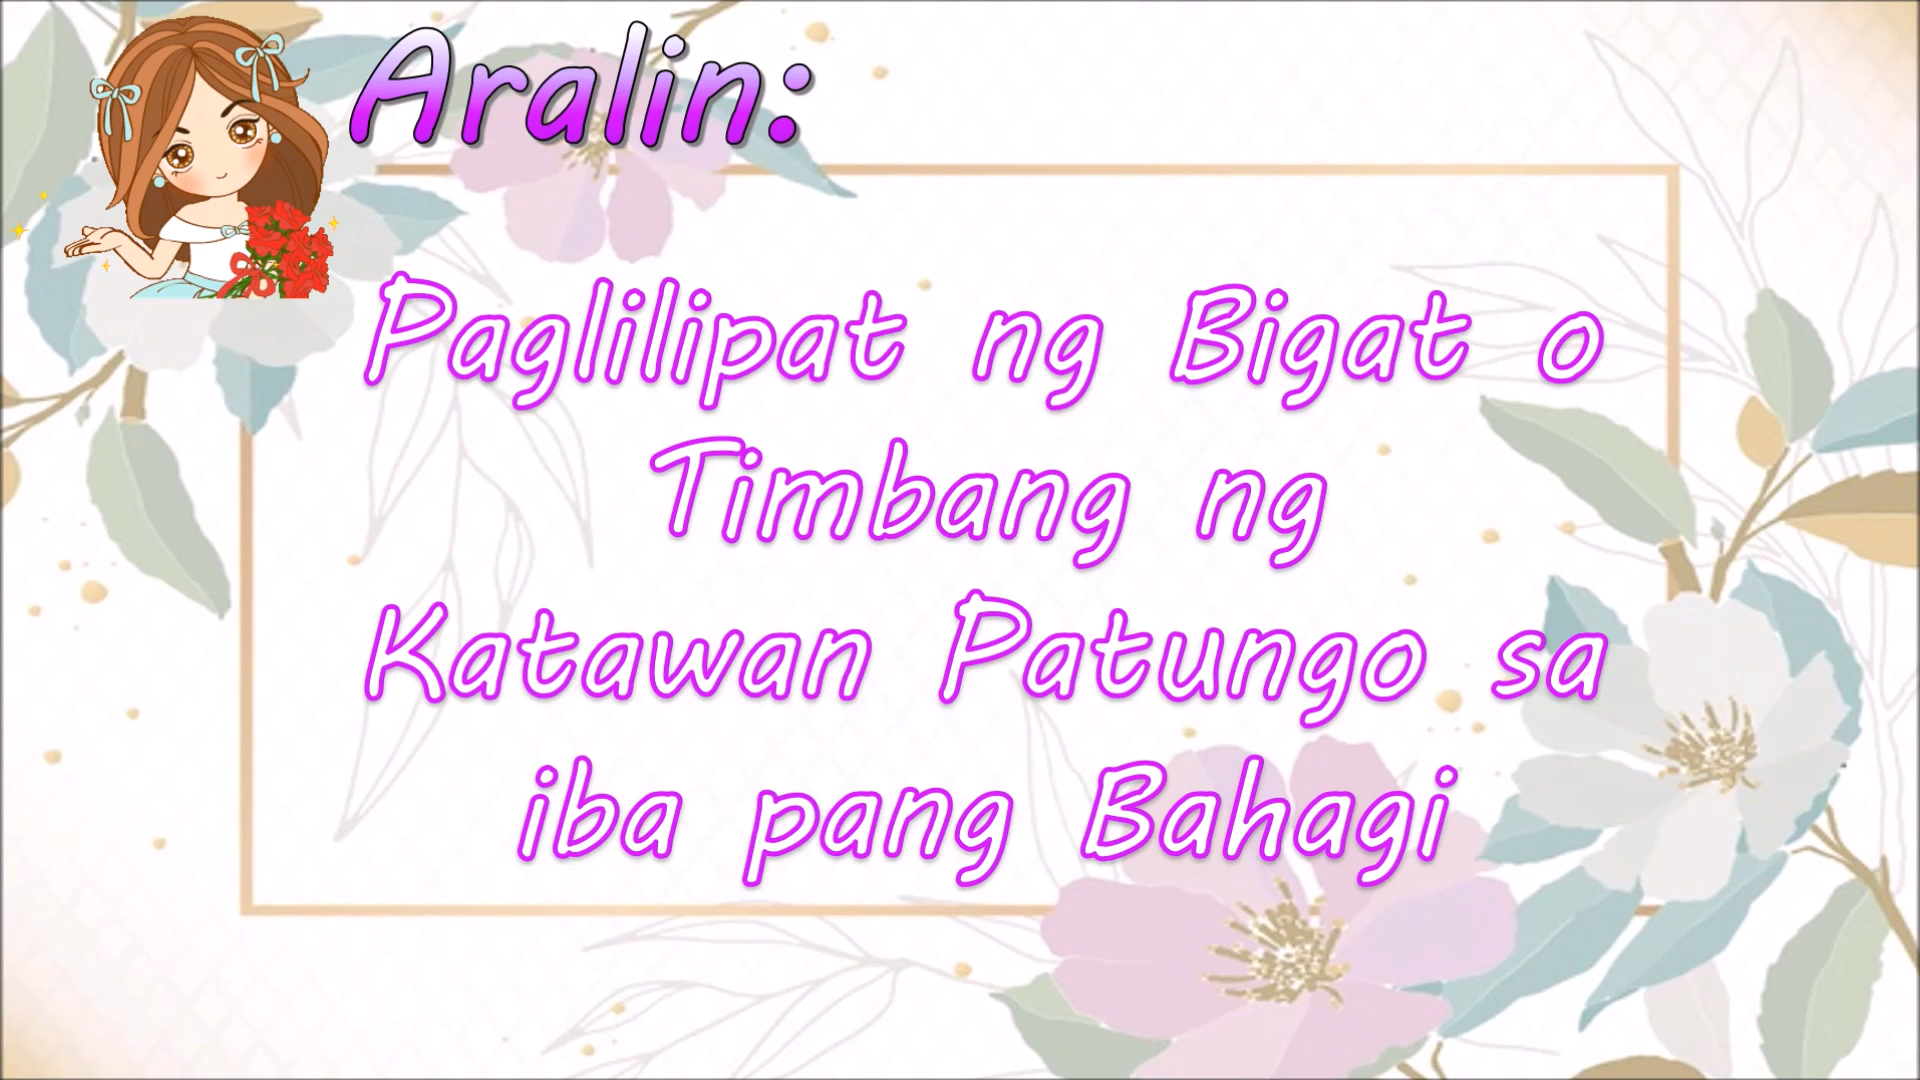 Aralin:
Paglilipat ng Bigat o
Timbang ng
Katawan Patungo sa
iba pang Bahagi